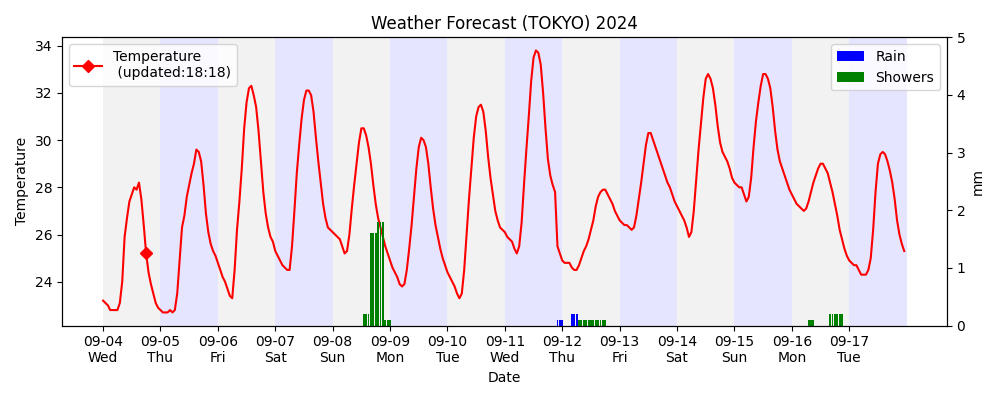 Weather Forecast (TOKYO) 2024
Temperature
(updated:18:18)
Rain
Showers
34
32
30
28
26
24
Temperature
5
4
3
2
1
0
mm
09-04 09-05 09-06 09-07 09-08 09-09 09-10 09-11 09-12 09-13 09-14 09-15 09-16 09-17
Wed Thu Fri Sat Sun Mon Tue Wed Thu Fri Sat Sun Mon Tue
Date